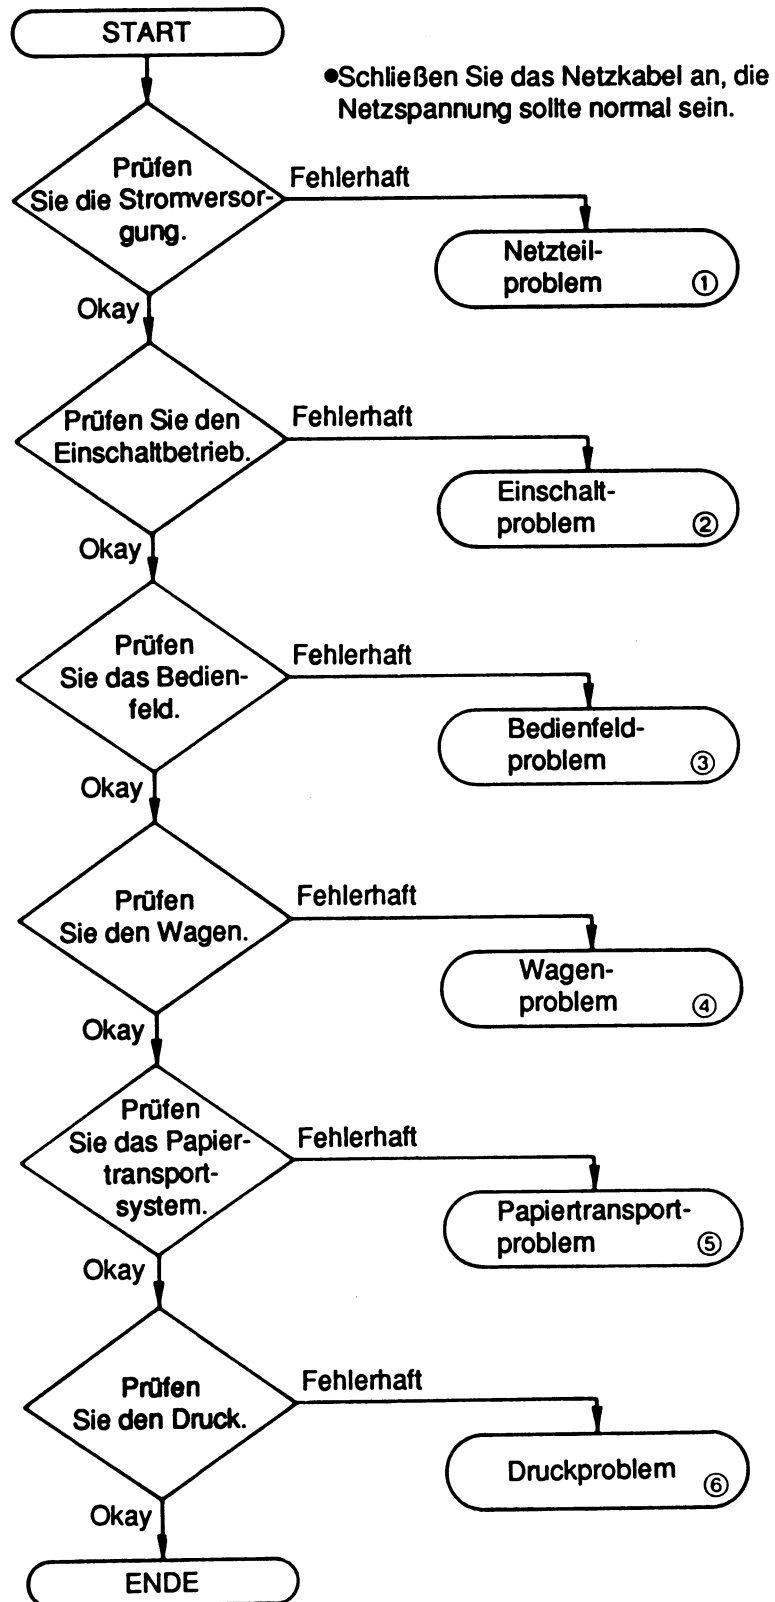 START
●Schließen Sie das Netzkabel an, die
Netzspannung sollte normal sein.
Prüfen
Sie die Stromversor-
gung.
Fehlerhaft
Netzteil-
problem ①
Okay
Prüfen Sie den
Einschaltbetrieb.
Fehlerhaft
Einschalt-
problem ②
Okay
Prüfen
Sie das Bedien-
feld.
Fehlerhaft
Bedienfeld-
problem ③
Okay
Prüfen
Sie den Wagen.
Fehlerhaft
Wagen-
problem ④
Okay
Prüfen
Sie das Papier-
transport-
system.
Fehlerhaft
Papiertransport-
problem ⑤
Okay
Prüfen
Sie den Druck.
Fehlerhaft
Druckproblem ⑥
Okay
ENDE